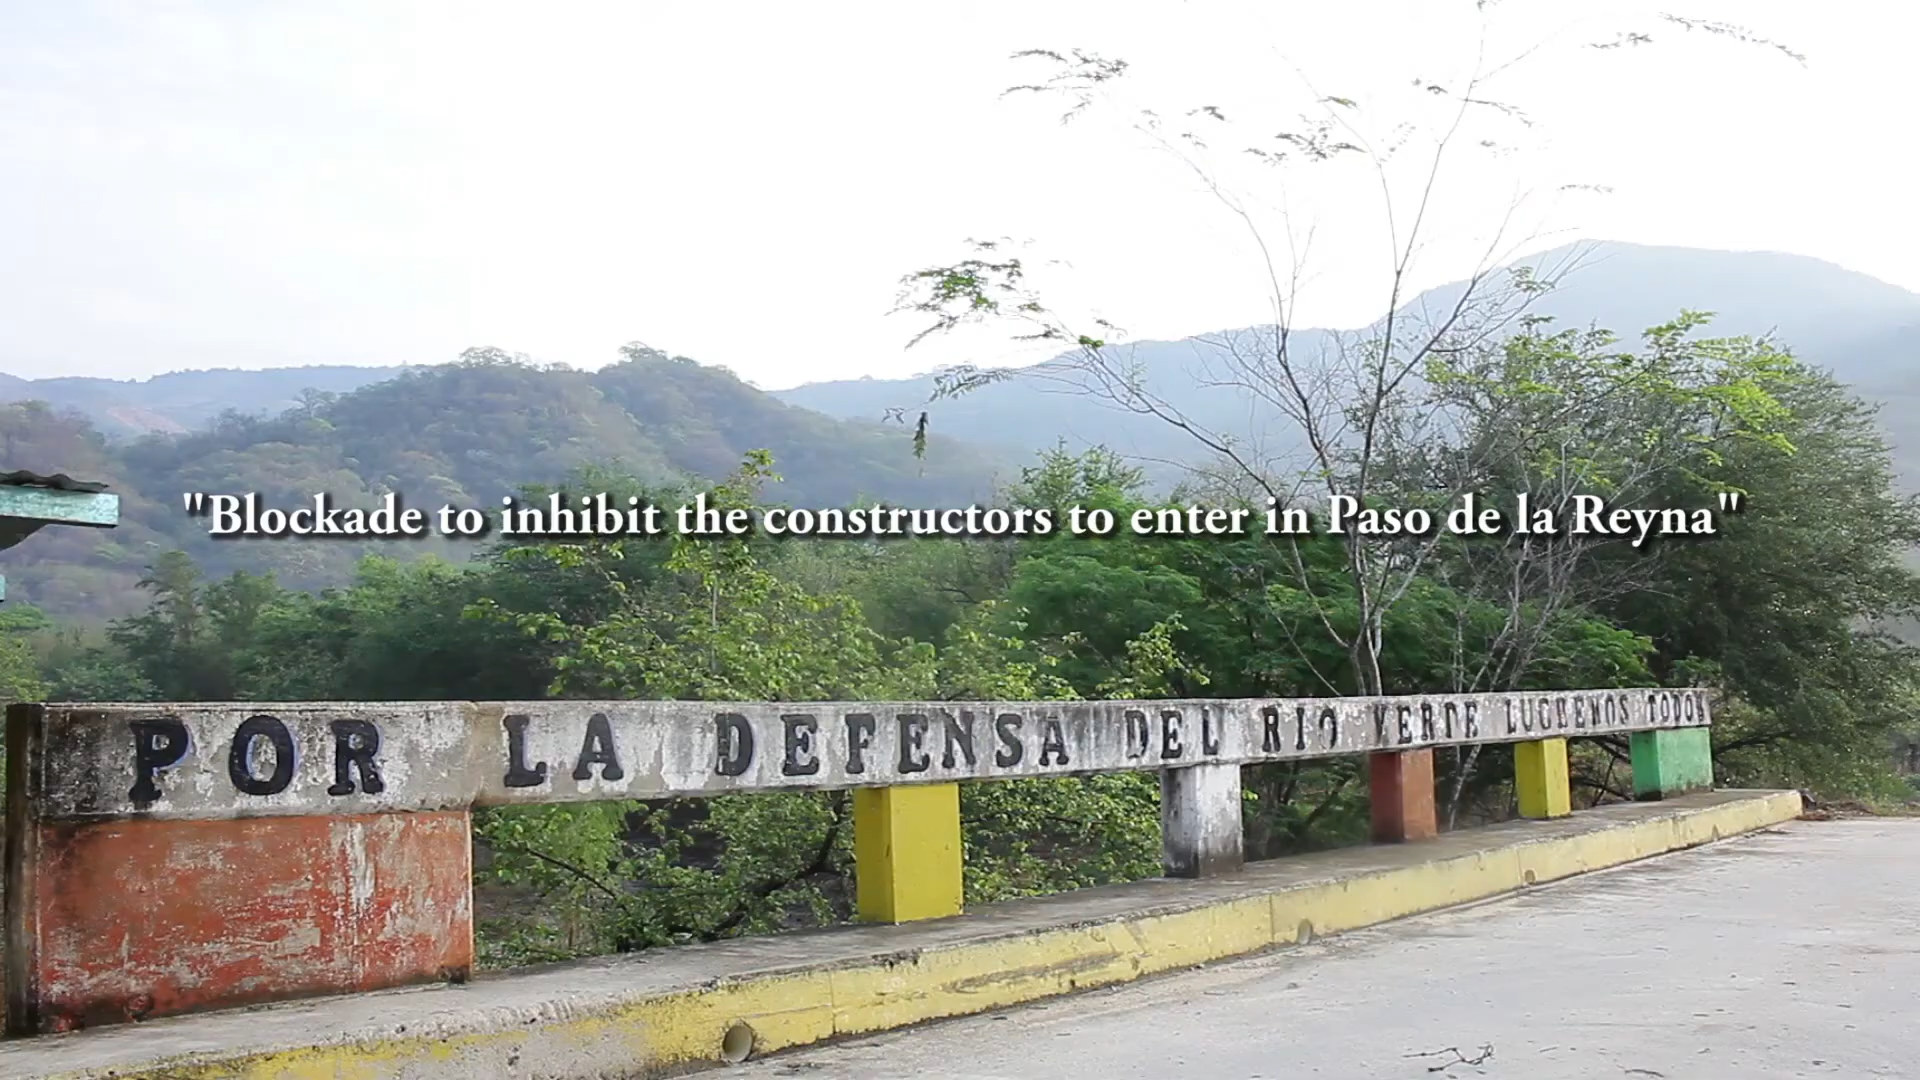 "Blockade to inhibit the constructors to enter in Paso de la Reyna"
POR LA DEFENSA DEL RIO VERDE LUCHEMOS TODOS